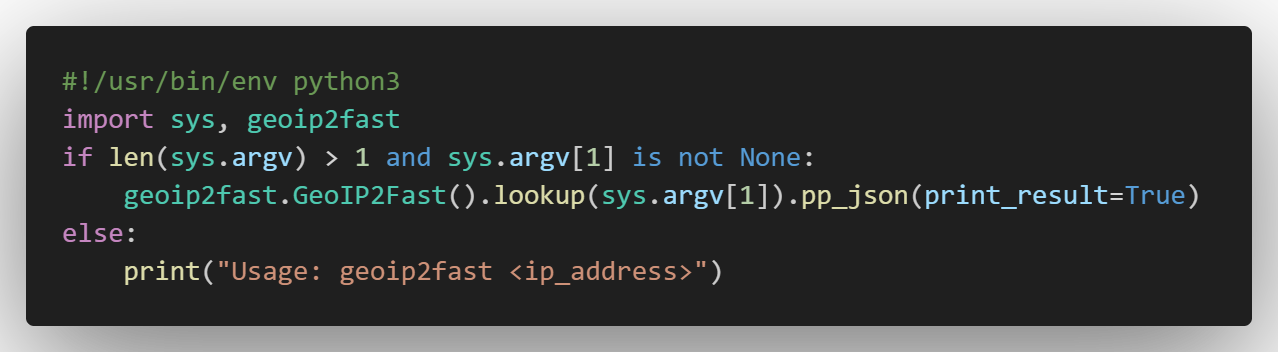 #!/usr/bin/env python3
import sys, geoip2fast
if len(sys.argv) > 1 and sys.argv[1] is not None:
    geoip2fast.GeoIP2Fast().lookup(sys.argv[1]).pp_json(print_result=True)
else:
    print("Usage: geoip2fast <ip_address>")